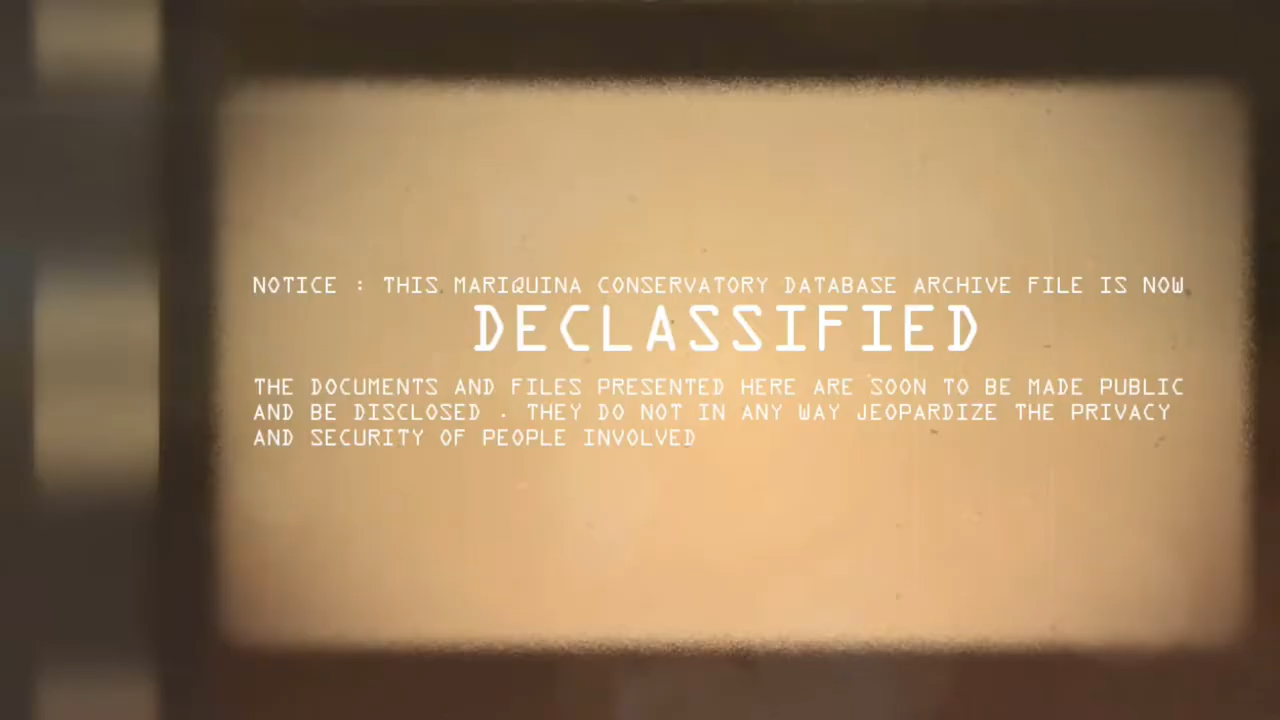 NOTICE : THIS MARIQUINA CONSERVATORY DATABASE ARCHIVE FILE IS NOW
DECLASSIFIED
THE DOCUMENTS AND FILES PRESENTED HERE ARE SOON TO BE MADE PUBLIC
AND BE DISCLOSED . THEY DO NOT IN ANY WAY JEOPARDIZE THE PRIVACY
AND SECURITY OF PEOPLE INVOLVED